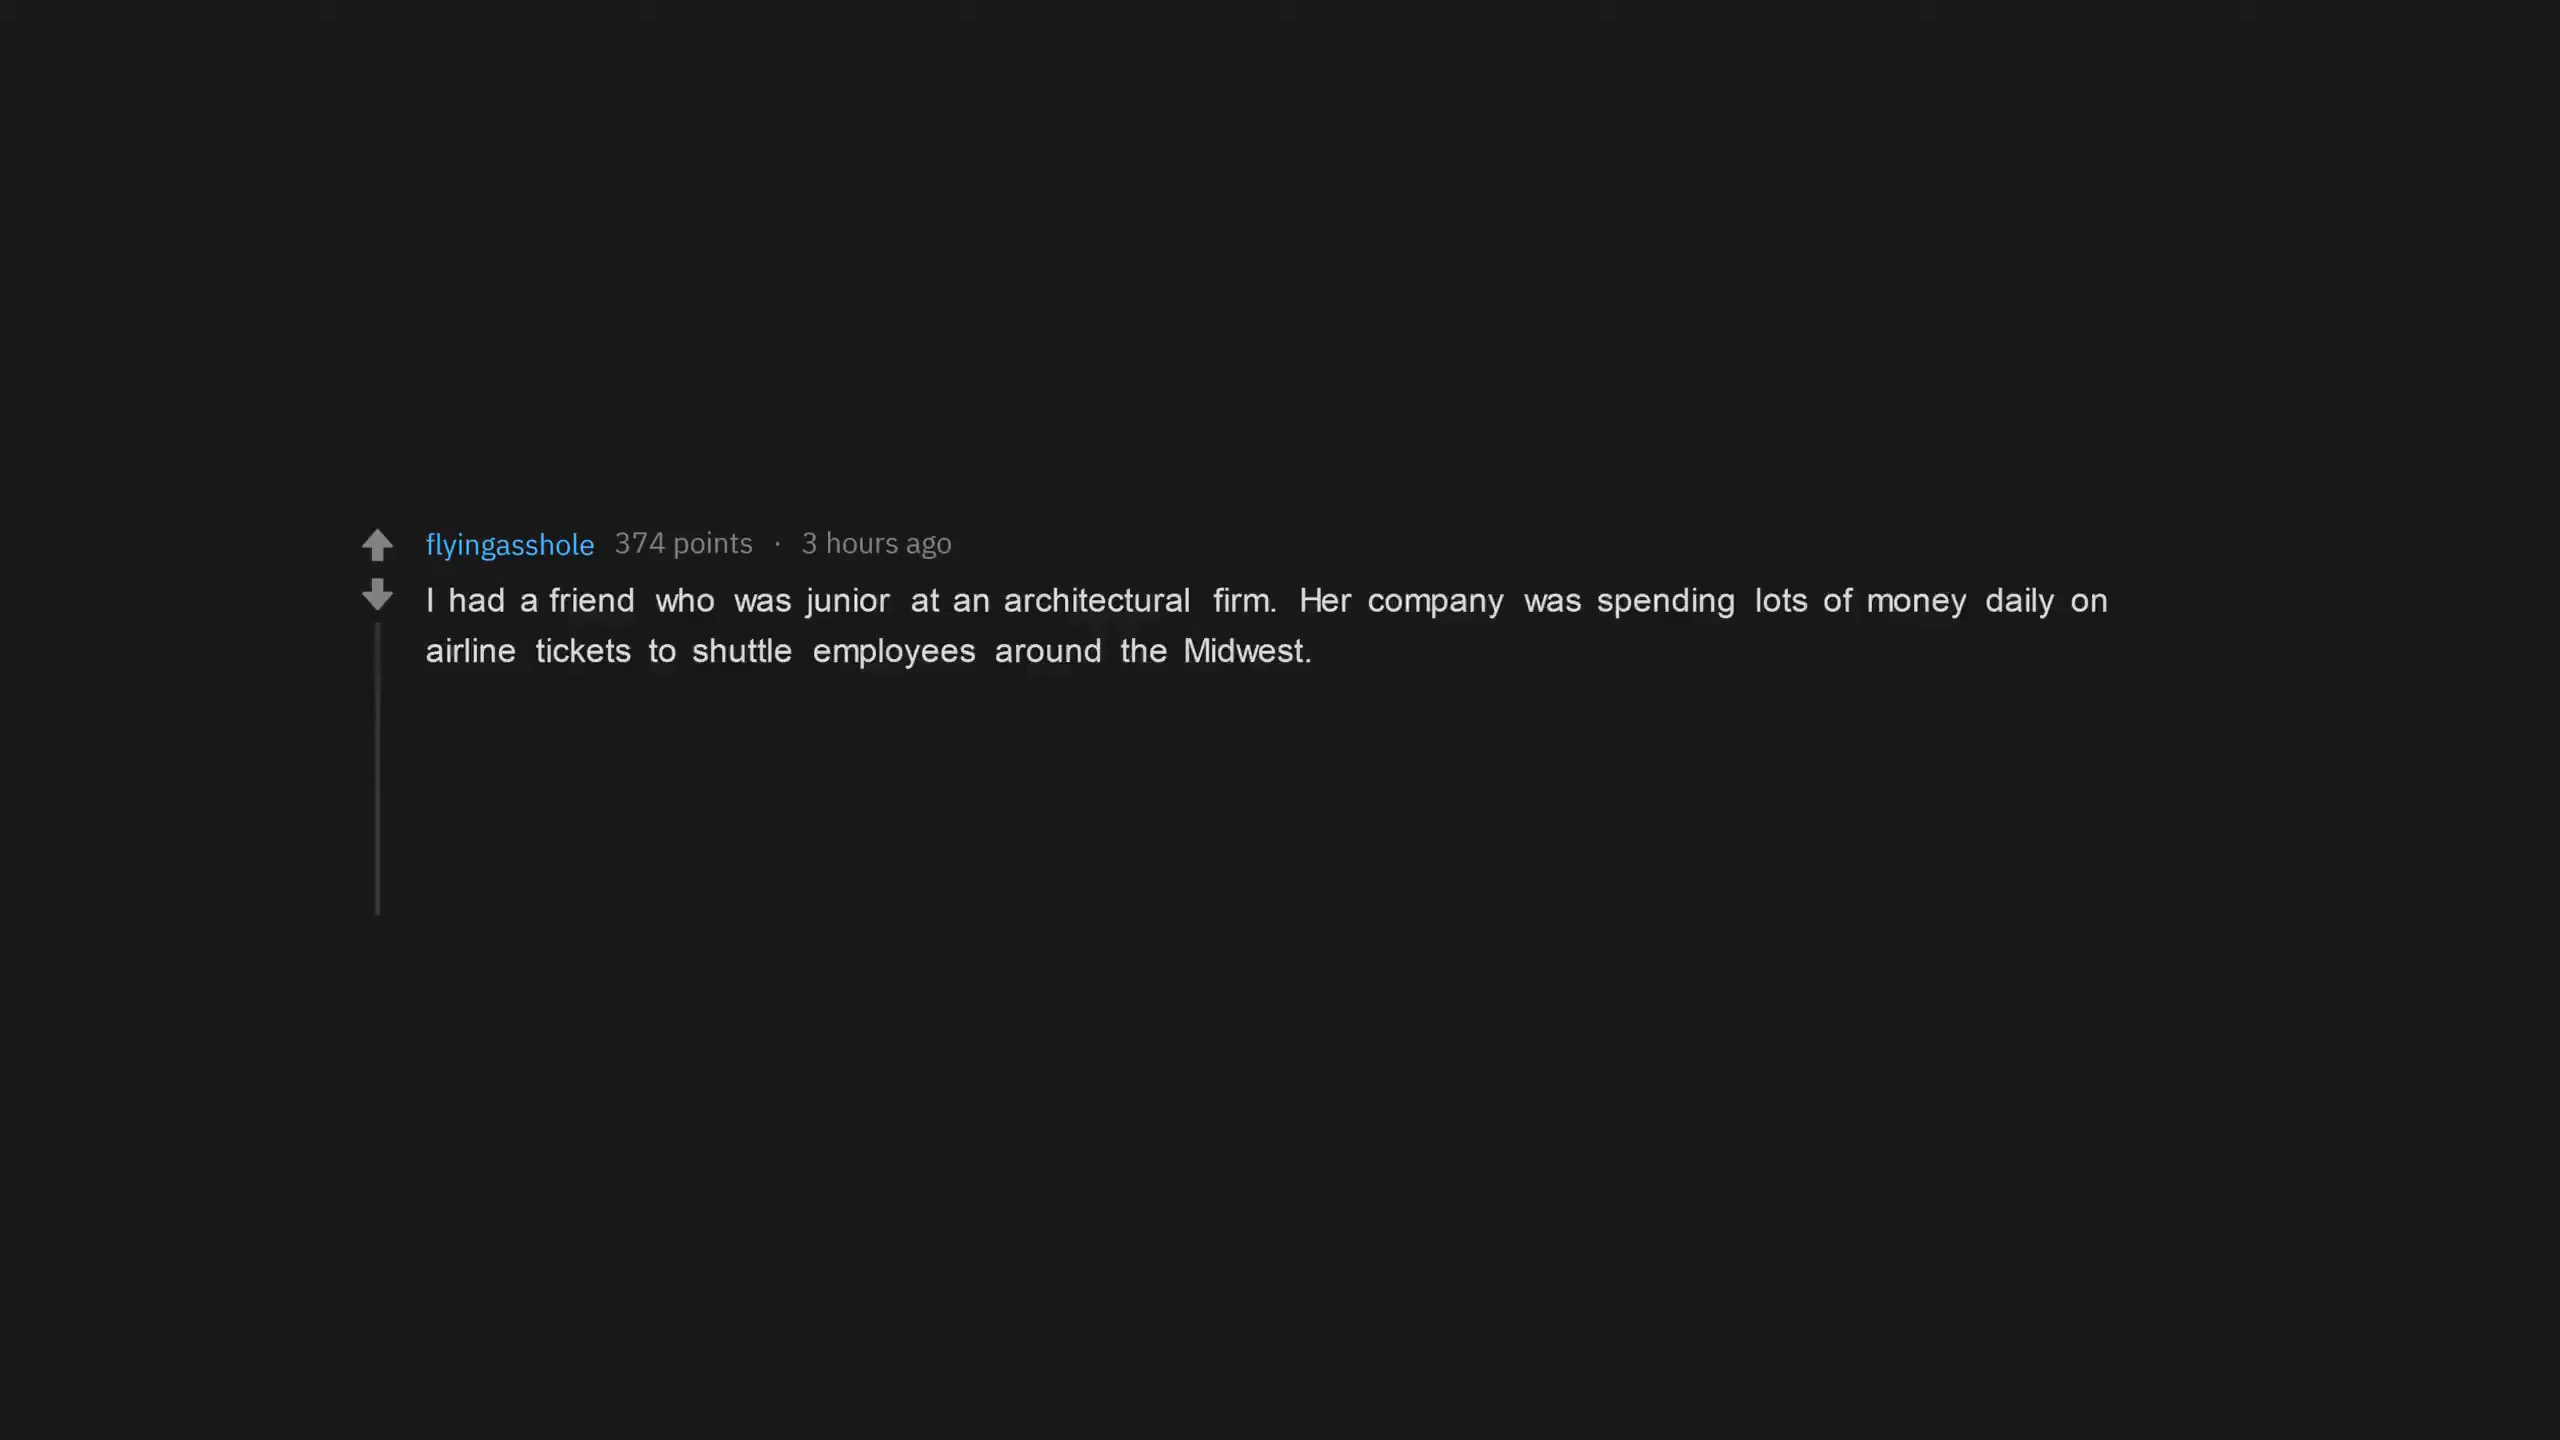 flyingasshole 374 points · 3 hours ago
I had a friend who was junior at an architectural firm. Her company was spending lots of money daily on
airline tickets to shuttle employees around the Midwest.